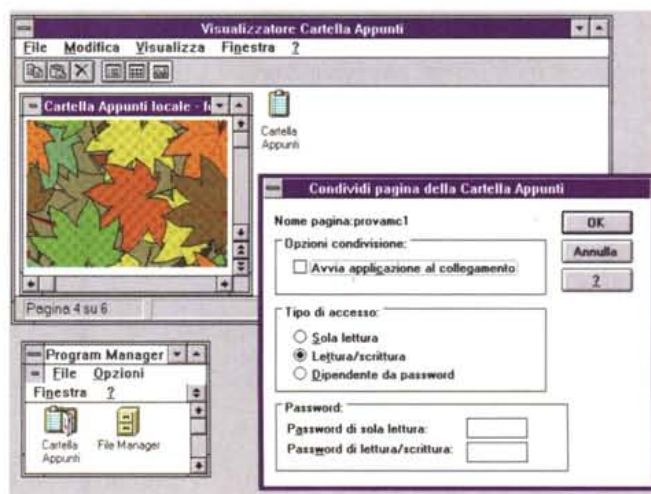 Visualizzatore Cartella Appunti
File Modifica Visualizza Finestra ?
Cartella Appunti locale -
Cartella
Appunti
Pagina 4 su 6
Condividi pagina della Cartella Appunti
Nome pagina:provamc1
OK
Annulla
?
Opzioni condivisione:
Avvia applicazione al collegamento
Tipo di accesso:
Sola lettura
Lettura/scrittura
Dipendente da password
Password:
Password di sola lettura:
Password di lettura/scrittura:
Program Manager
File Opzioni
Finestra ?
Cartella
Appunti
File Manager